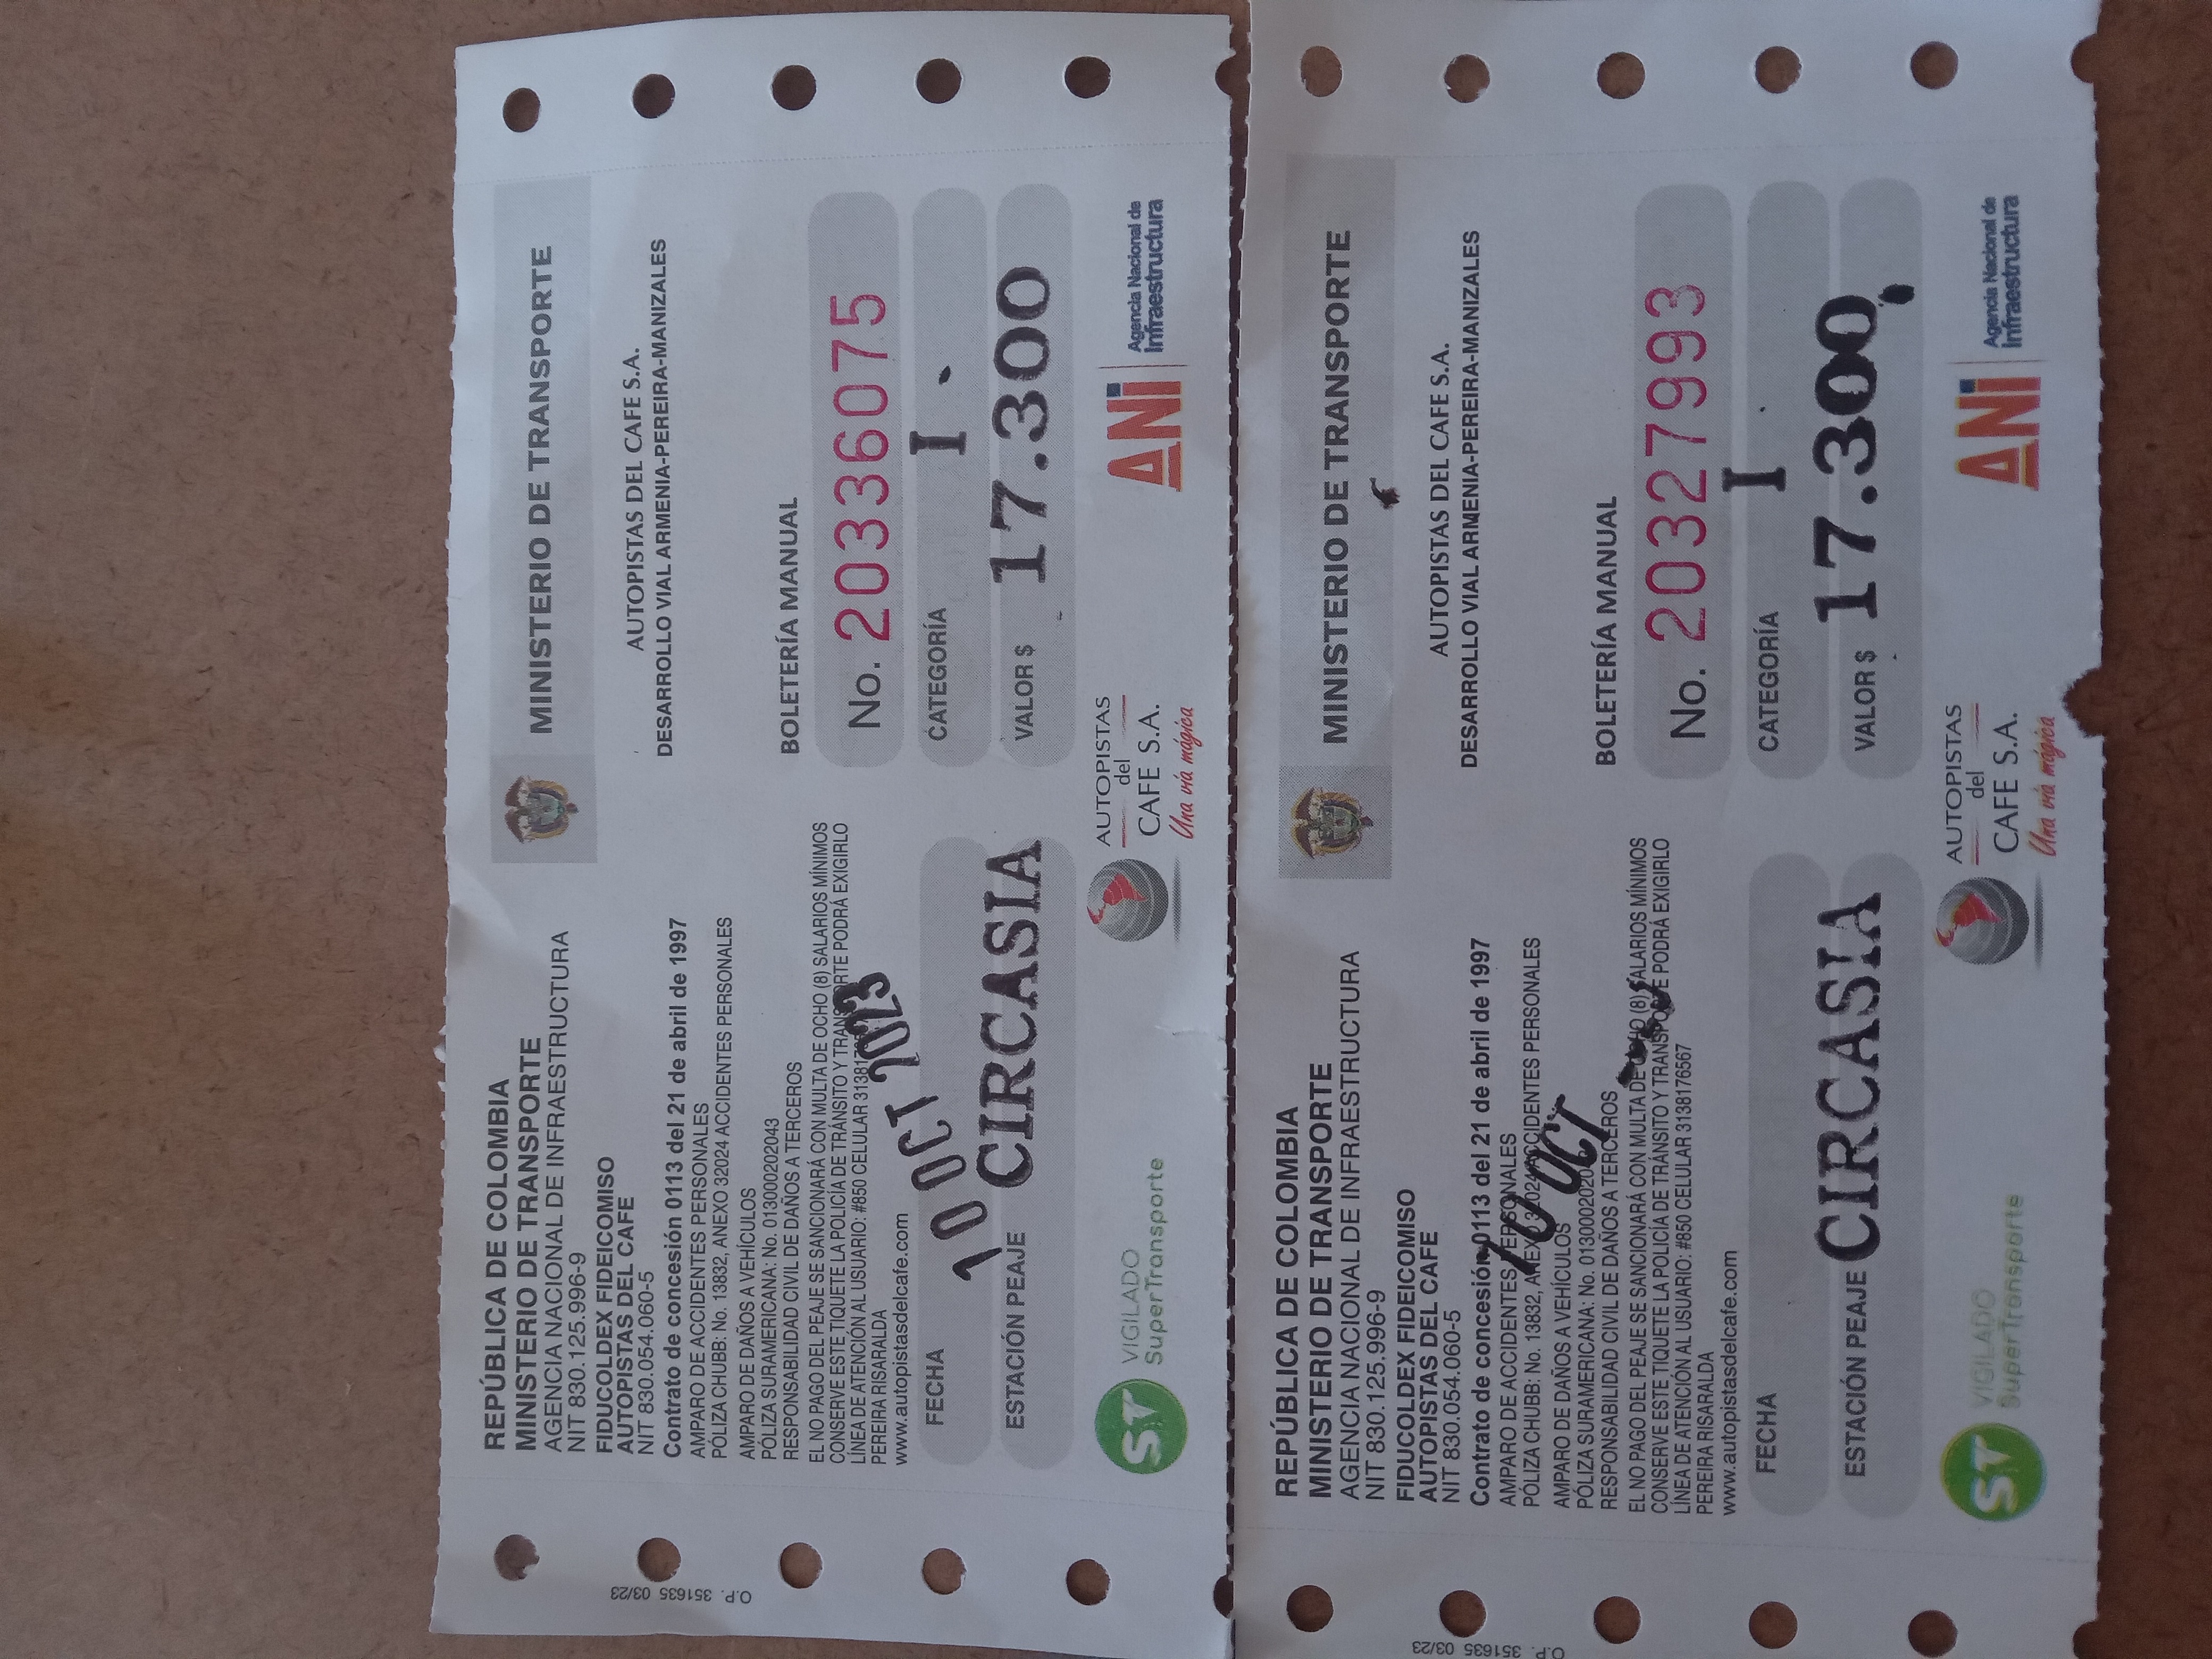 REPÚBLICA DE COLOMBIA
MINISTERIO DE TRANSPORTE
AGENCIA NACIONAL DE INFRAESTRUCTURA
NIT 830.125.996-9
FIDUCOLDEX FIDEICOMISO
AUTOPISTAS DEL CAFE
NIT 830.054.060-5
Contrato de concesión 0113 del 21 de abril de 1997
AMPARO DE ACCIDENTES PERSONALES
PÓLIZA CHUBB: No. 13832, ANEXO 32024 ACCIDENTES PERSONALES
AMPARO DE DAÑOS A VEHÍCULOS
PÓLIZA SURAMERICANA: No. 013000202043
RESPONSABILIDAD CIVIL DE DAÑOS A TERCEROS
EL NO PAGO DEL PEAJE SE SANCIONARÁ CON MULTA DE OCHO (8) SALARIOS MÍNIMOS
CONSERVE ESTE TIQUETE LA POLICÍA DE TRÁNSITO Y TRANSPORTE PODRÁ EXIGIRLO
LÍNEA DE ATENCIÓN AL USUARIO: #850 CELULAR
PEREIRA RISARALDA
www.autopistasdelcafe.com
FECHA 10 OCT 2023
ESTACIÓN PEAJE CIRCASIA
ST VIGILADO
SuperTransporte
MINISTERIO DE TRANSPORTE
AUTOPISTAS DEL CAFE S.A.
DESARROLLO VIAL ARMENIA-PEREIRA-MANIZALES
BOLETERÍA MANUAL
No. 20336075
CATEGORÍA I
VALOR $ 17.300
AUTOPISTAS
del
CAFE S.A.
Una vía mágica
ANI Agencia Nacional de
Infraestructura
O.P. 351635 03/23
REPÚBLICA DE COLOMBIA
MINISTERIO DE TRANSPORTE
AGENCIA NACIONAL DE INFRAESTRUCTURA
NIT 830.125.996-9
FIDUCOLDEX FIDEICOMISO
AUTOPISTAS DEL CAFE
NIT 830.054.060-5
Contrato de concesión 0113 del 21 de abril de 1997
AMPARO DE ACCIDENTES PERSONALES
PÓLIZA CHUBB: No. 13832, ANEXO 32024 ACCIDENTES PERSONALES
AMPARO DE DAÑOS A VEHÍCULOS
PÓLIZA SURAMERICANA: No.
RESPONSABILIDAD CIVIL DE DAÑOS A TERCEROS
EL NO PAGO DEL PEAJE SE SANCIONARÁ CON MULTA DE OCHO (8) SALARIOS MÍNIMOS
CONSERVE ESTE TIQUETE LA POLICÍA DE TRÁNSITO Y TRANSPORTE PODRÁ EXIGIRLO
LÍNEA DE ATENCIÓN AL USUARIO: #850 CELULAR 3138176567
PEREIRA RISARALDA
www.autopistasdelcafe.com
10 OCT
FECHA
ESTACIÓN PEAJE CIRCASIA
ST VIGILADO
SuperTransporte
MINISTERIO DE TRANSPORTE
AUTOPISTAS DEL CAFE S.A.
DESARROLLO VIAL ARMENIA-PEREIRA-MANIZALES
BOLETERÍA MANUAL
No. 20327993
CATEGORÍA I
VALOR $ 17.300
AUTOPISTAS
del
CAFE S.A.
Una vía mágica
ANI Agencia Nacional de
Infraestructura
O.P. 351635 03/23